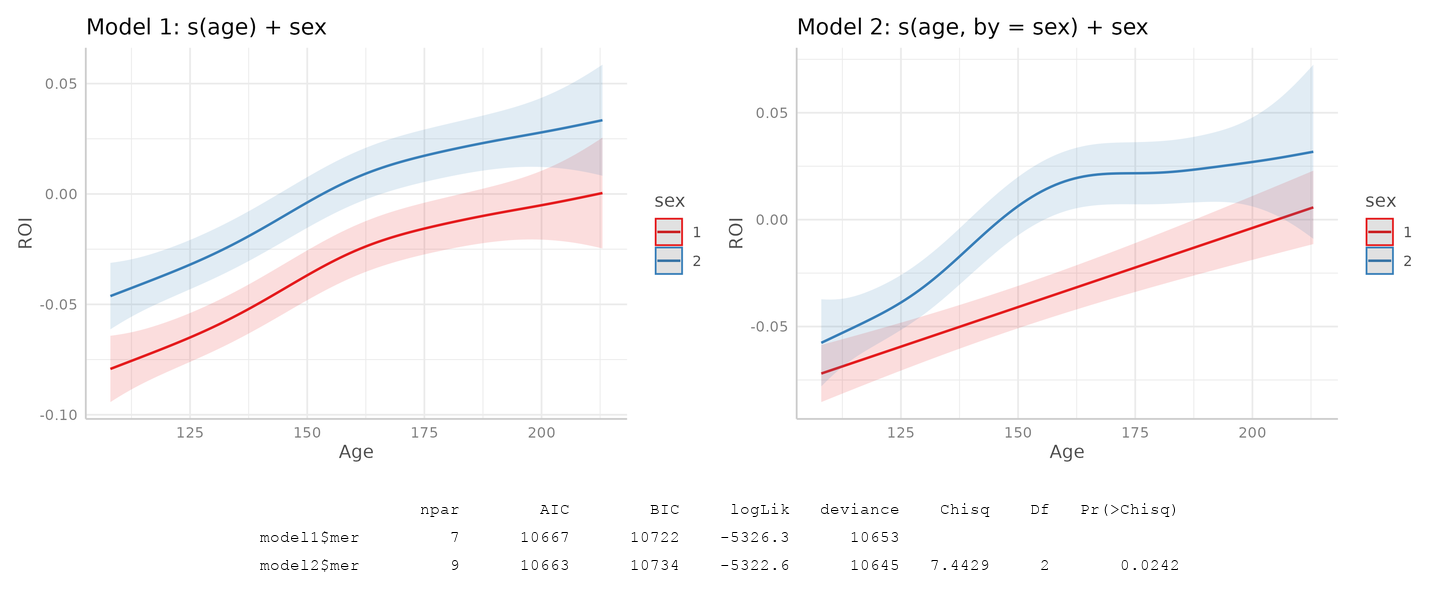 Model 1: s(age) + sex
0.05
0.00
-0.05
-0.10
ROI
125 150 175 200
Age
sex
1
2
Model 2: s(age, by = sex) + sex
0.05
0.00
-0.05
ROI
125 150 175 200
Age
sex
1
2
npar AIC BIC logLik deviance Chisq Df Pr(>Chisq)
model1$mer 7 10667 10722 -5326.3 10653
model2$mer 9 10663 10734 -5322.6 10645 7.4429 2 0.0242